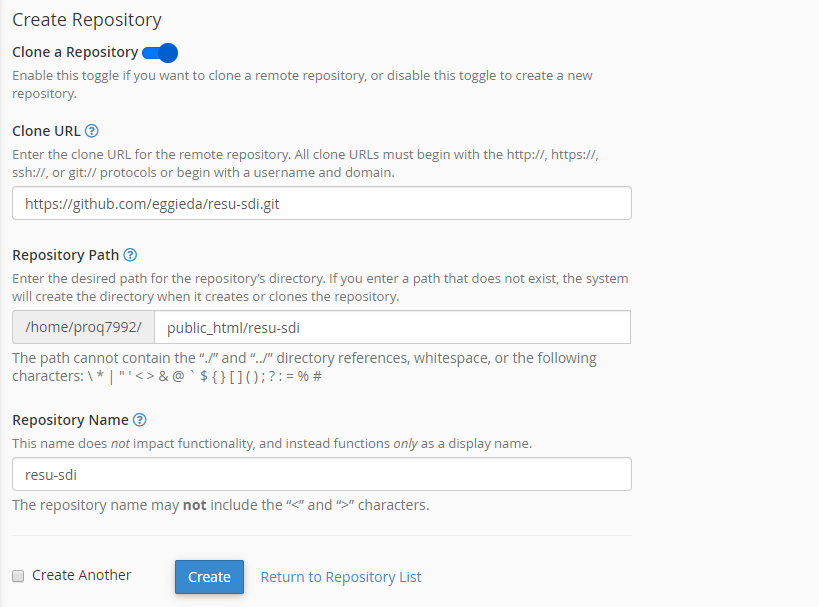 Create Repository
Clone a Repository
Enable this toggle if you want to clone a remote repository, or disable this toggle to create a new
repository.
Clone URL ?
Enter the clone URL for the remote repository. All clone URLs must begin with the http://, https://,
ssh://, or git:// protocols or begin with a username and domain.
https://github.com/eggieda/resu-sdi.git
Repository Path ?
Enter the desired path for the repository’s directory. If you enter a path that does not exist, the system
will create the directory when it creates or clones the repository.
/home/proq7992/ public_html/resu-sdi
The path cannot contain the “./” and “../” directory references, whitespace, or the following
characters: \ * | " ' < > & @ ` $ { } [ ] ( ) ; ? : = % #
Repository Name ?
This name does not impact functionality, and instead functions only as a display name.
resu-sdi
The repository name may not include the “<” and “>” characters.
Create Another Create Return to Repository List